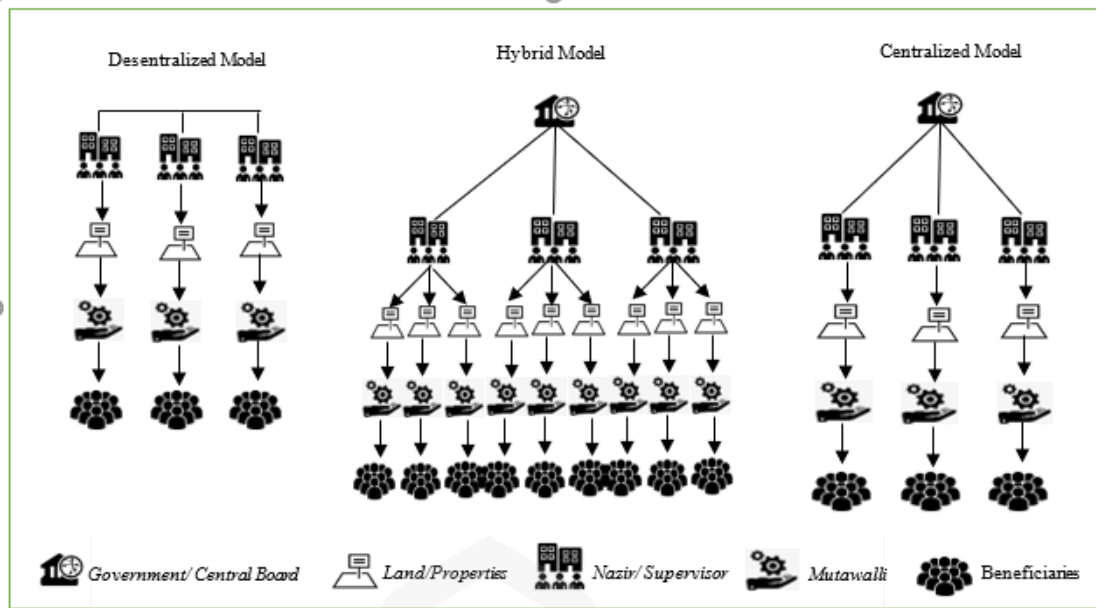 Desentralized Model
Hybrid Model
Centralized Model
Government/ Central Board
Land/Properties
Nazir/ Supervisor
Mutawalli
Beneficiaries